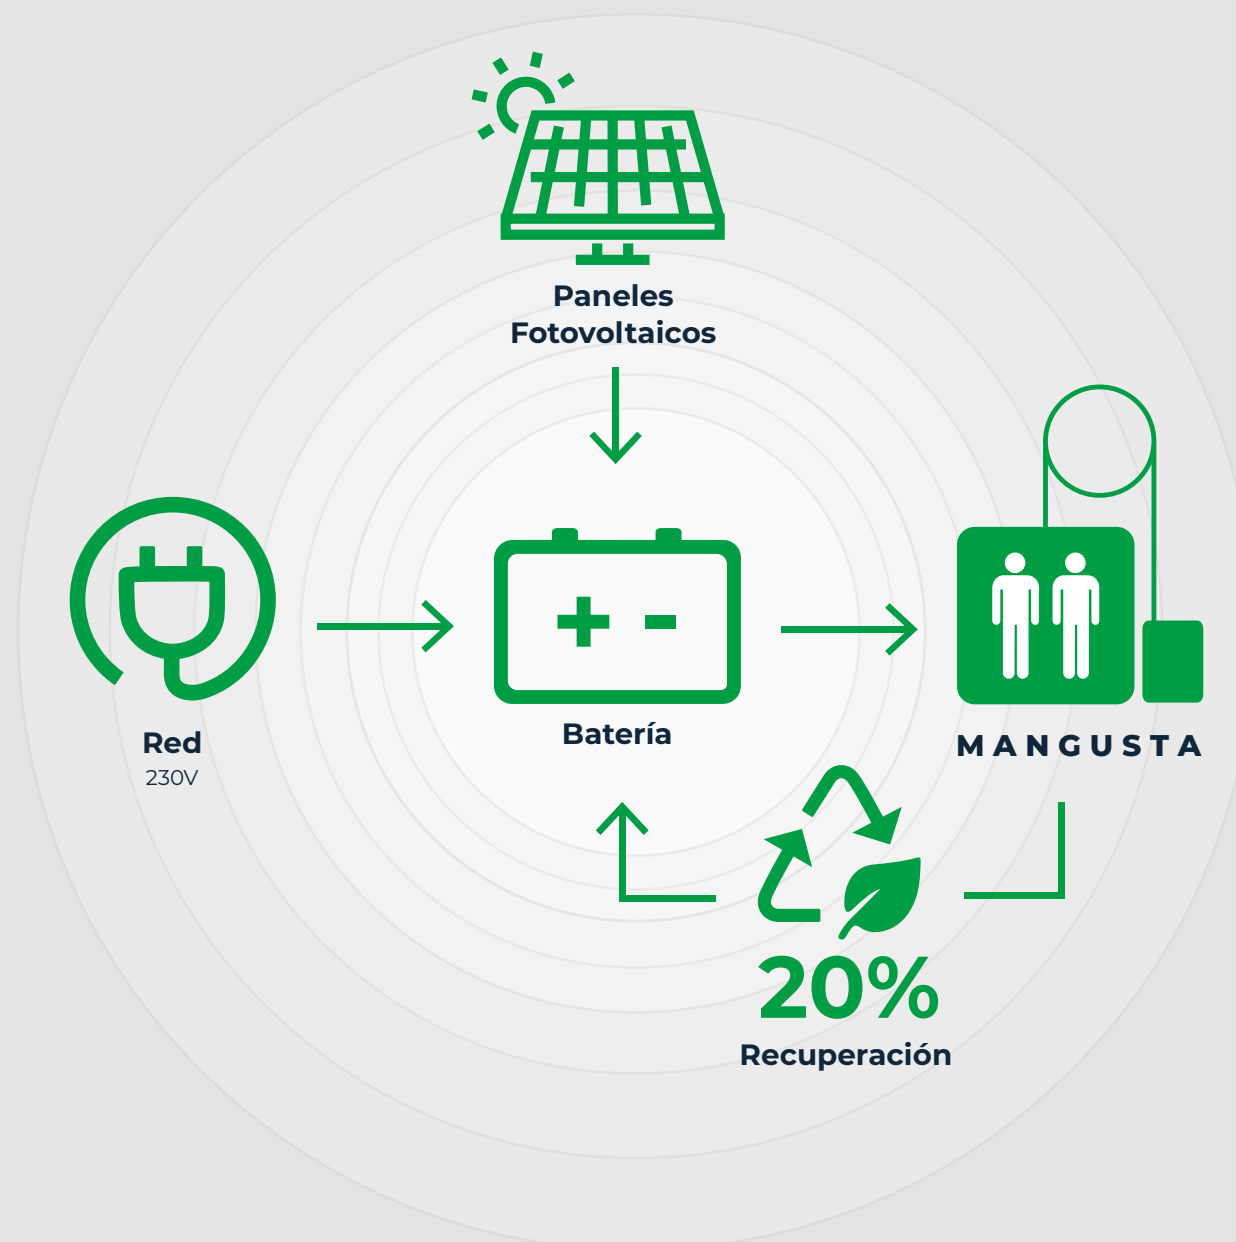 Paneles
Fotovoltaicos
Red
230V
Batería
MANGUSTA
20%
Recuperación